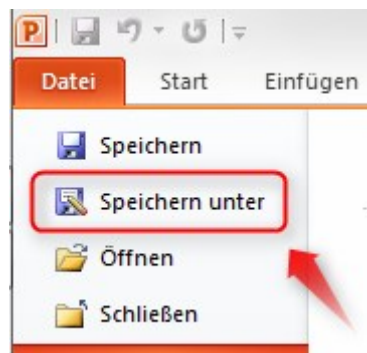 P
Datei Start Einfügen
Speichern
Speichern unter
Öffnen
Schließen